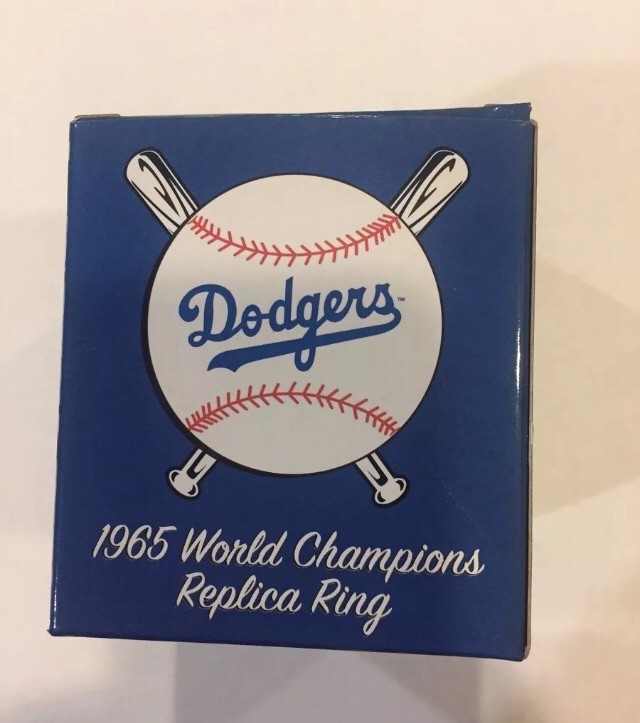 Dodgers™
1965 World Champions
Replica Ring